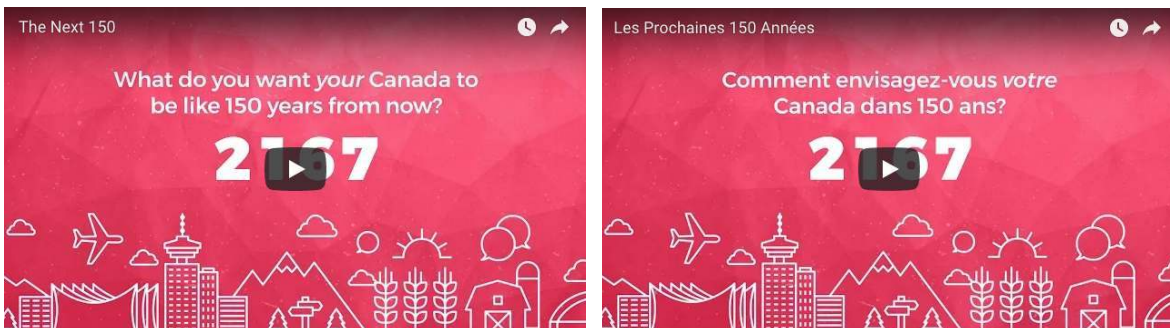 The Next 150
What do you want your Canada to
be like 150 years from now?
2167
Les Prochaines 150 Années
Comment envisagez-vous votre
Canada dans 150 ans?
2167